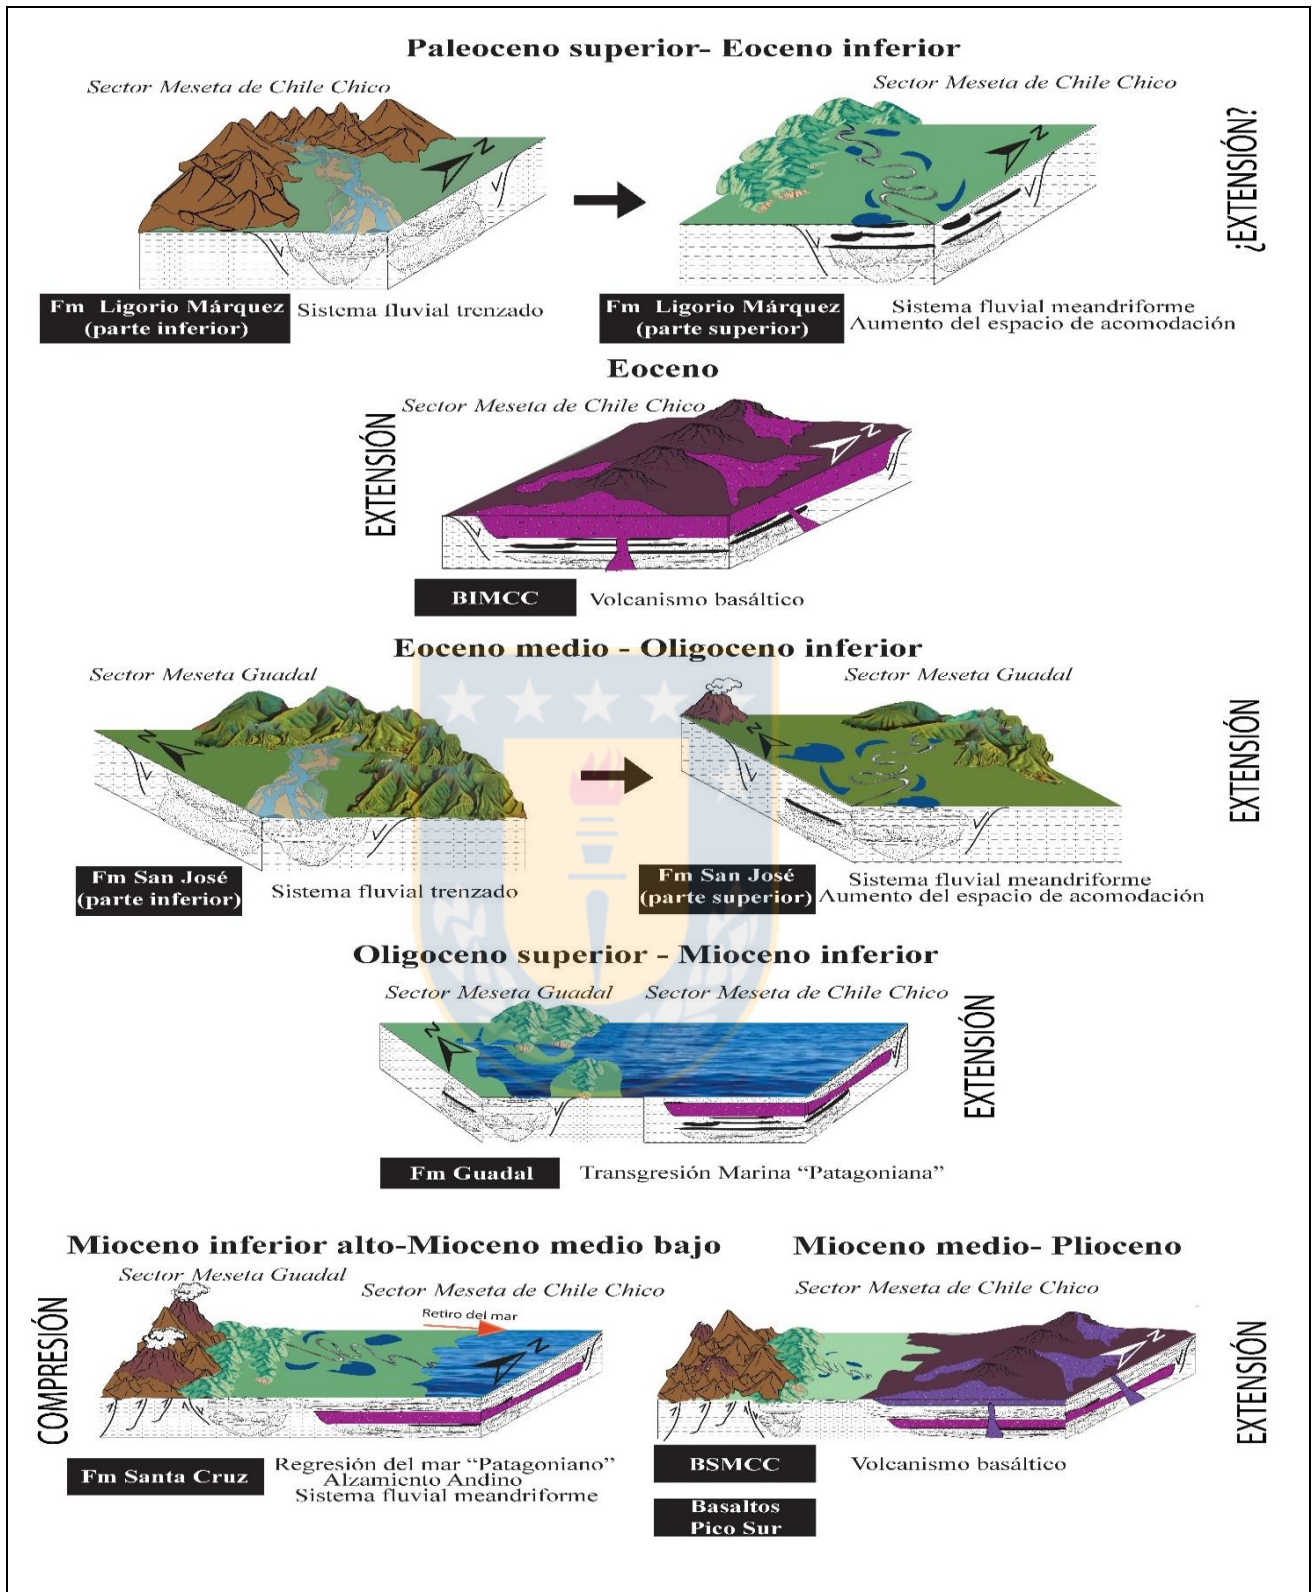 Paleoceno superior- Eoceno inferior
Sector Meseta de Chile Chico
Sector Meseta de Chile Chico
N
N
¿EXTENSIÓN?
Fm Ligorio Márquez
(parte inferior)
Sistema fluvial trenzado
Fm Ligorio Márquez
(parte superior)
Sistema fluvial meandriforme
Aumento del espacio de acomodación
Eoceno
Sector Meseta de Chile Chico
N
EXTENSIÓN
BIMCC
Volcanismo basáltico
Eoceno medio - Oligoceno inferior
Sector Meseta Guadal
Sector Meseta Guadal
N
N
EXTENSIÓN
Fm San José
(parte inferior)
Sistema fluvial trenzado
Fm San José
(parte superior)
Sistema fluvial meandriforme
Aumento del espacio de acomodación
Oligoceno superior - Mioceno inferior
Sector Meseta Guadal
Sector Meseta de Chile Chico
N
EXTENSIÓN
Fm Guadal
Transgresión Marina “Patagoniana”
Mioceno inferior alto-Mioceno medio bajo
Sector Meseta Guadal
Sector Meseta de Chile Chico
Retiro del mar
N
COMPRESIÓN
Fm Santa Cruz
Regresión del mar “Patagoniano”
Alzamiento Andino
Sistema fluvial meandriforme
Mioceno medio- Plioceno
Sector Meseta de Chile Chico
N
EXTENSIÓN
BSMCC
Volcanismo basáltico
Basaltos
Pico Sur